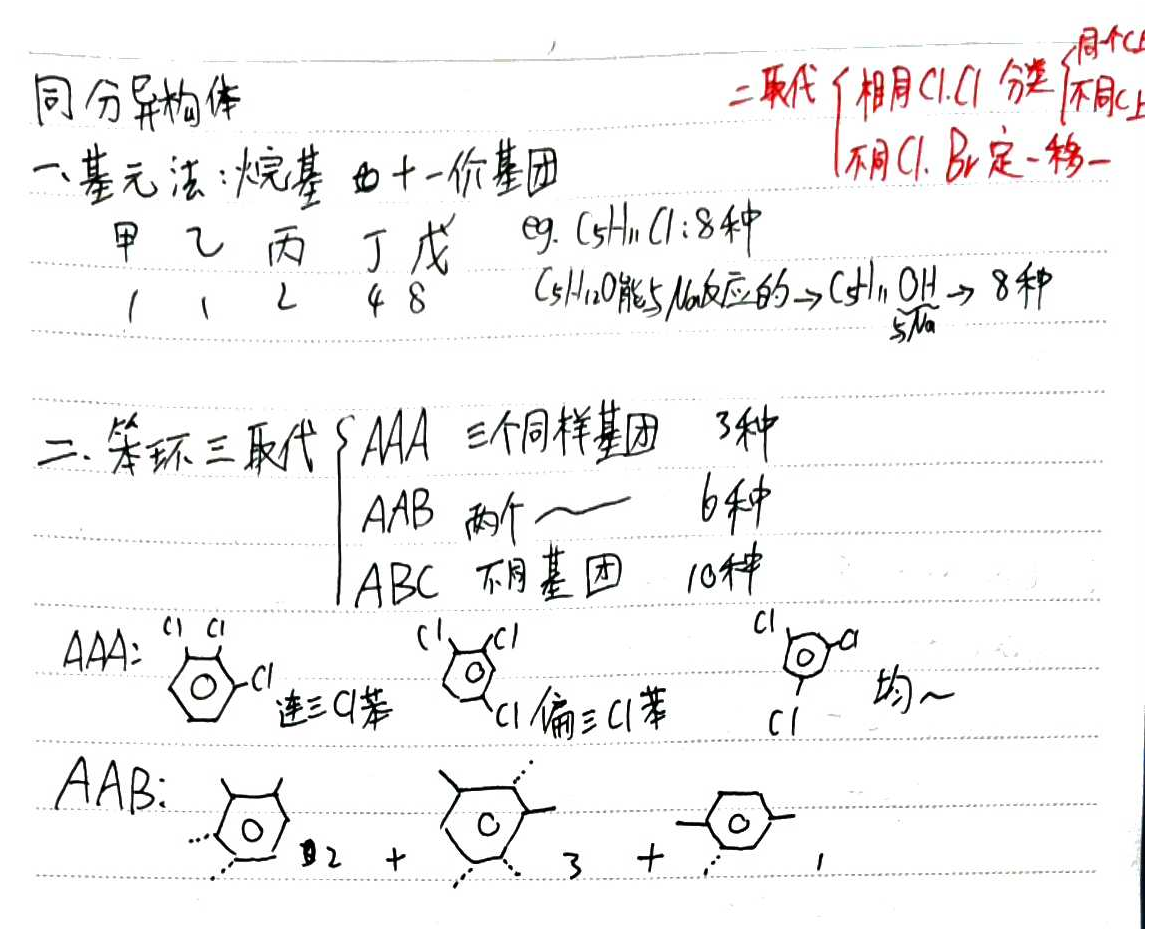 同分异构体
二取代 { 相同Cl.Cl 分类 { 同个C上
不同C上
不同Cl.Br 定一移一
一、基元法:烷基 + 一价基团
甲 乙 丙 丁 戊
1 1 2 4 8
eg. C5H11Cl:8种
C5H12O能与Na反应的→C5H11OH→8种
与Na
二.笨环三取代 { AAA 三个同样基团 3种
AAB 两个~ 6种
ABC 不同基团 10种
AAA: Cl Cl Cl 连三Cl苯 Cl Cl Cl 偏三Cl苯 Cl Cl Cl 均~
AAB: 2 + 3 + 1